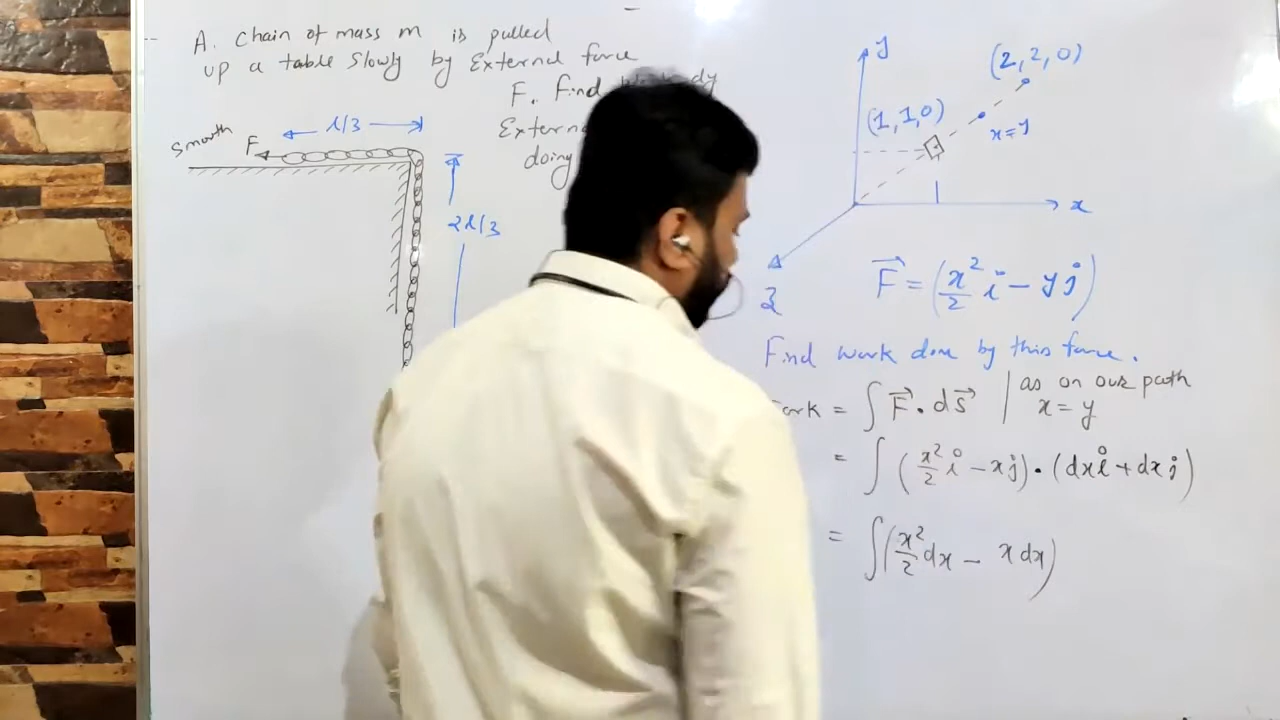 A. Chain of mass m is pulled
up a table slowly by External force
F. Find
doing
smooth
F
l/3
2l/3
y
(2,2,0)
(1,1,0)
x=y
x
z
F⃗ = (x²/2 i - y j)
Find work done by this force.
= ∫ F⃗ . dS⃗ | as on our path
x = y
= ∫ (x²/2 i - x j) . (dx i + dx j)
= ∫ (x²/2 dx - x dx)